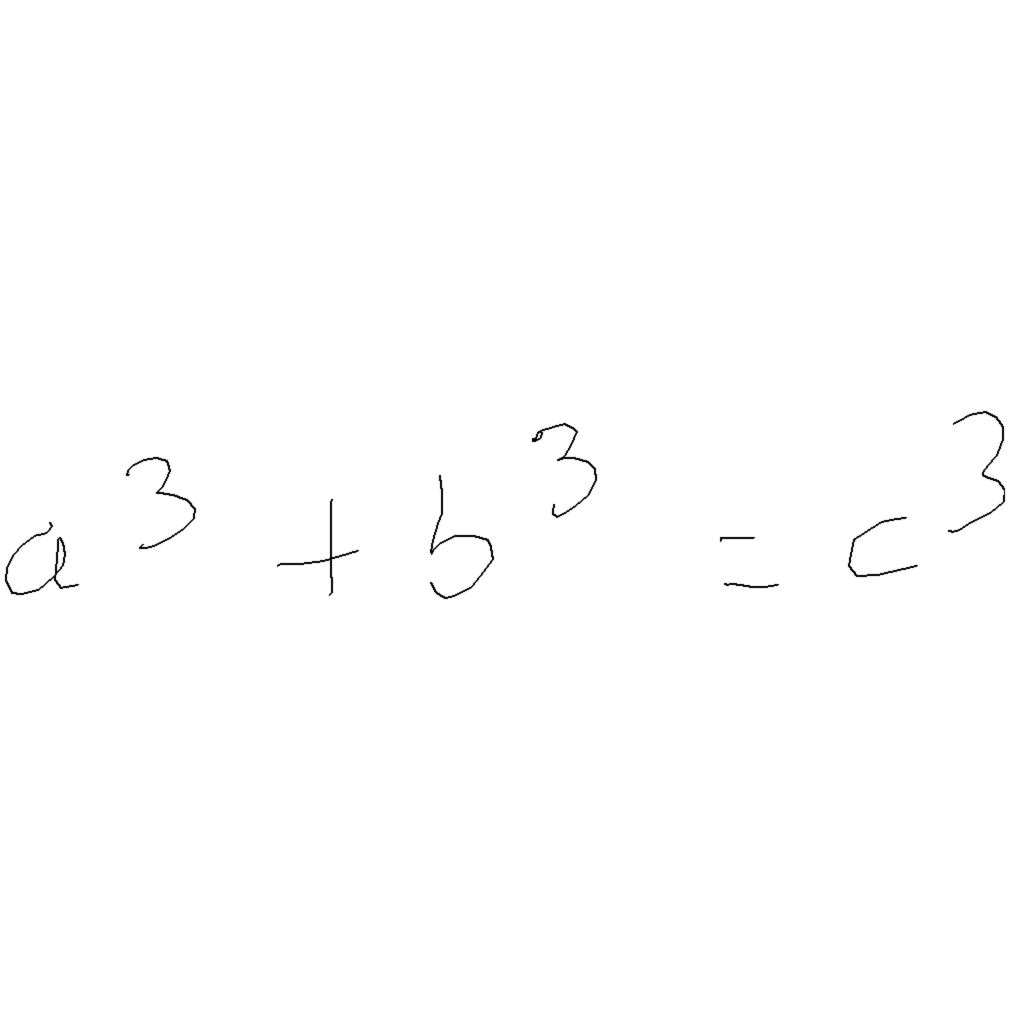 a³ + b³ = c³